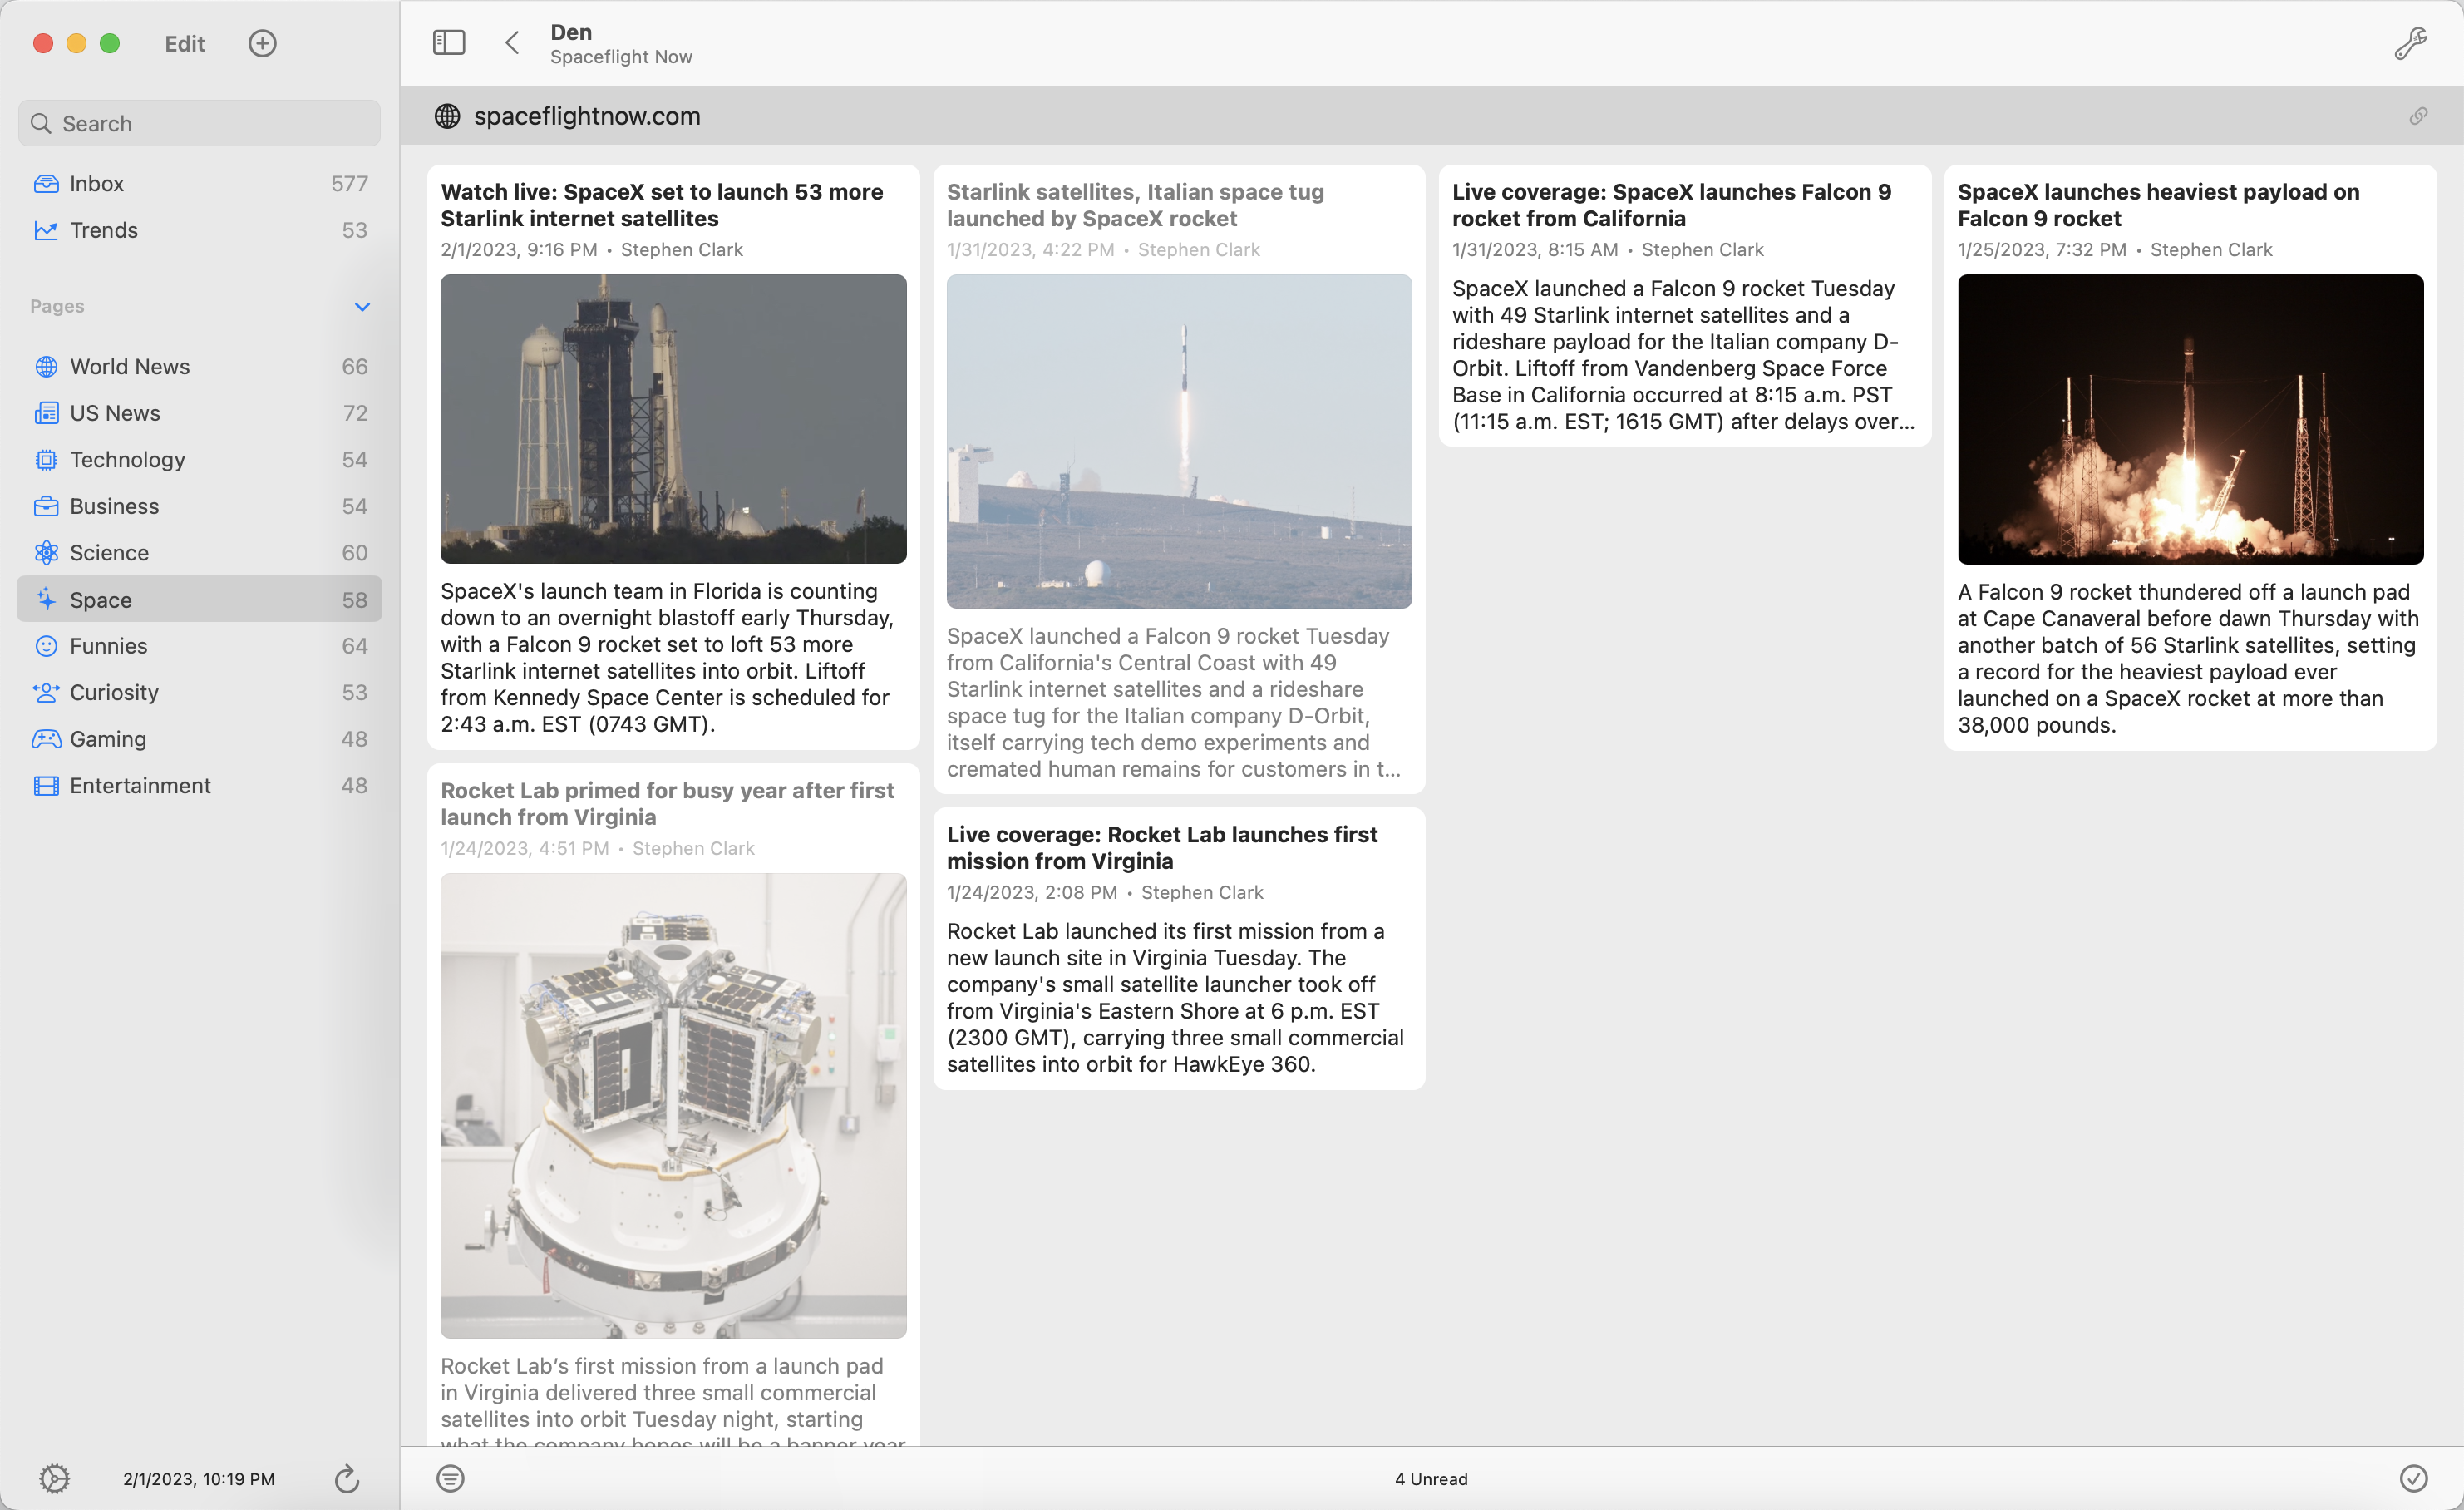 Edit
Search
Inbox 577
Trends 53
Pages
World News 66
US News 72
Technology 54
Business 54
Science 60
Space 58
Funnies 64
Curiosity 53
Gaming 48
Entertainment 48
2/1/2023, 10:19 PM
Den
Spaceflight Now
spaceflightnow.com
Watch live: SpaceX set to launch 53 more
Starlink internet satellites
2/1/2023, 9:16 PM • Stephen Clark
SpaceX's launch team in Florida is counting
down to an overnight blastoff early Thursday,
with a Falcon 9 rocket set to loft 53 more
Starlink internet satellites into orbit. Liftoff
from Kennedy Space Center is scheduled for
2:43 a.m. EST (0743 GMT).
Rocket Lab primed for busy year after first
launch from Virginia
1/24/2023, 4:51 PM • Stephen Clark
Rocket Lab’s first mission from a launch pad
in Virginia delivered three small commercial
satellites into orbit Tuesday night, starting
what the company hopes will be a banner year
Starlink satellites, Italian space tug
launched by SpaceX rocket
1/31/2023, 4:22 PM • Stephen Clark
SpaceX launched a Falcon 9 rocket Tuesday
from California's Central Coast with 49
Starlink internet satellites and a rideshare
space tug for the Italian company D-Orbit,
itself carrying tech demo experiments and
cremated human remains for customers in t...
Live coverage: Rocket Lab launches first
mission from Virginia
1/24/2023, 2:08 PM • Stephen Clark
Rocket Lab launched its first mission from a
new launch site in Virginia Tuesday. The
company's small satellite launcher took off
from Virginia's Eastern Shore at 6 p.m. EST
(2300 GMT), carrying three small commercial
satellites into orbit for HawkEye 360.
Live coverage: SpaceX launches Falcon 9
rocket from California
1/31/2023, 8:15 AM • Stephen Clark
SpaceX launched a Falcon 9 rocket Tuesday
with 49 Starlink internet satellites and a
rideshare payload for the Italian company D-
Orbit. Liftoff from Vandenberg Space Force
Base in California occurred at 8:15 a.m. PST
(11:15 a.m. EST; 1615 GMT) after delays over...
SpaceX launches heaviest payload on
Falcon 9 rocket
1/25/2023, 7:32 PM • Stephen Clark
A Falcon 9 rocket thundered off a launch pad
at Cape Canaveral before dawn Thursday with
another batch of 56 Starlink satellites, setting
a record for the heaviest payload ever
launched on a SpaceX rocket at more than
38,000 pounds.
4 Unread